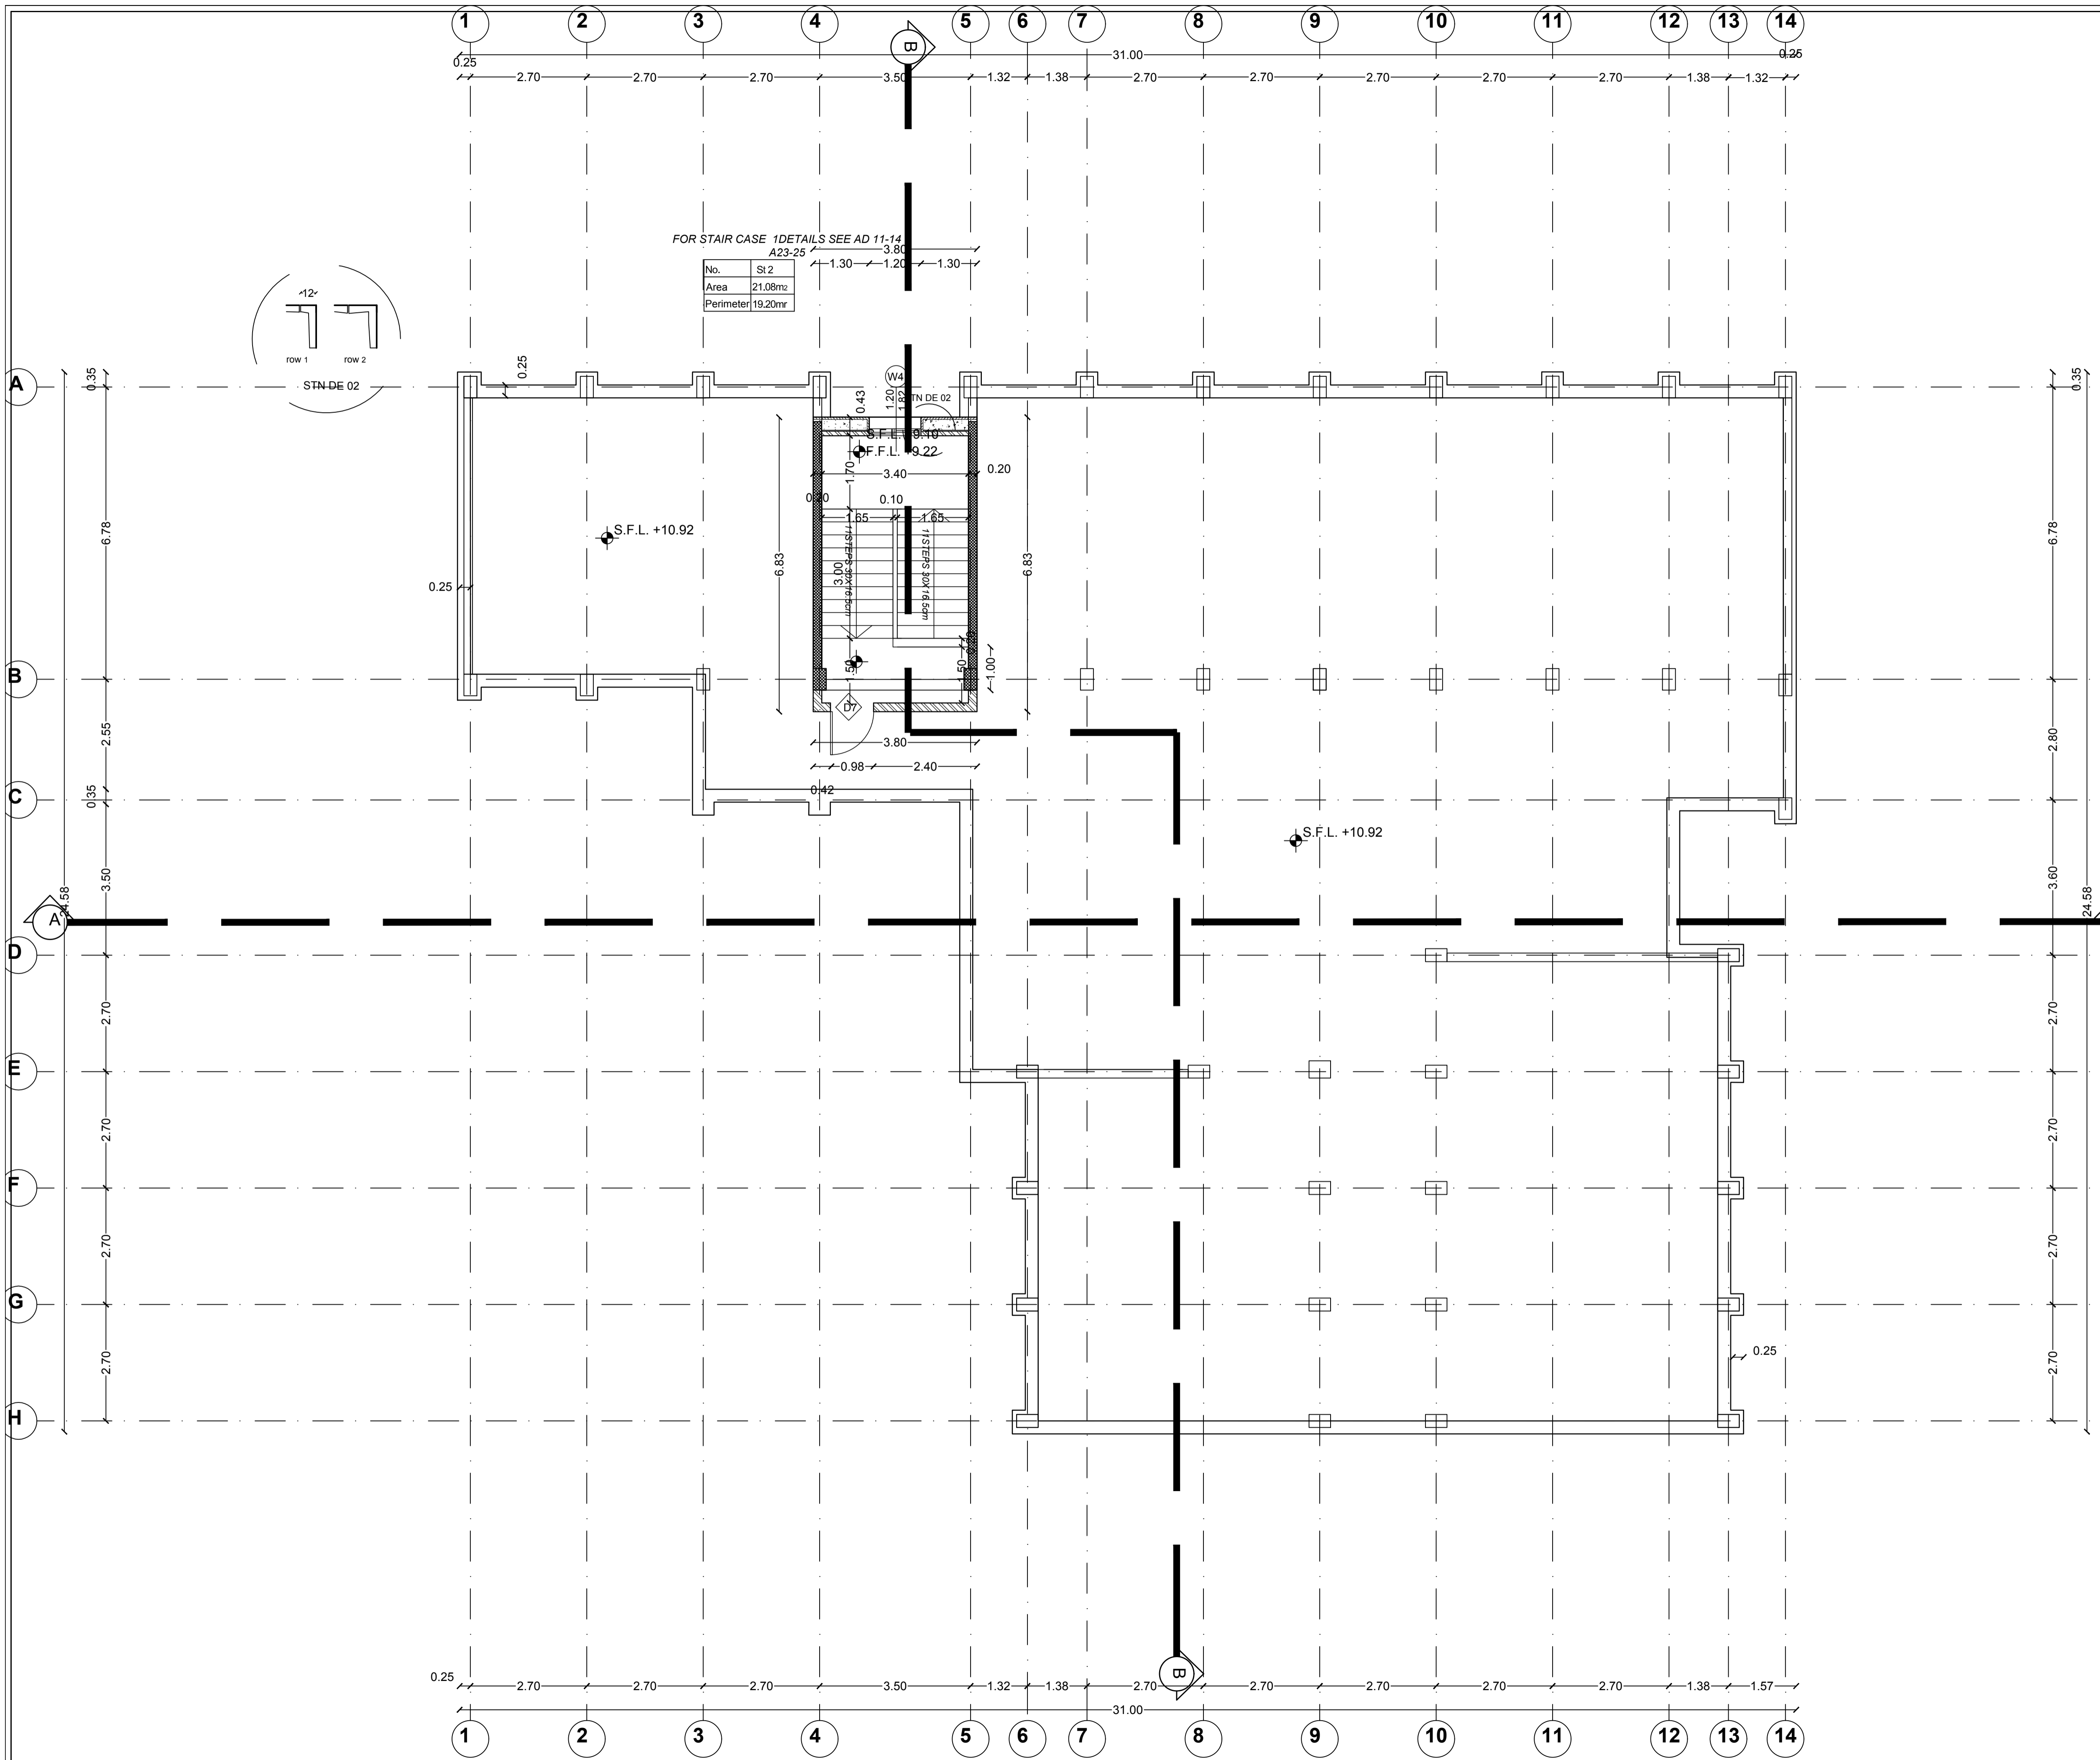 1 2 3 4 5 6 7 8 9 10 11 12 13 14
B
31.00
0.25 0.25
2.70 2.70 2.70 3.50 1.32 1.38 2.70 2.70 2.70 2.70 2.70 1.38 1.32
FOR STAIR CASE 1DETAILS SEE AD 11-14
A23-25
3.80
1.30 1.20 1.30
No. St 2
Area 21.08m2
Perimeter 19.20mr
12
row 1 row 2
STN DE 02
A
0.35
0.25
W4
1.20
1.82
0.43
TN DE 02
0.35
S.F.L. +9.10
F.F.L. +9.22
1.70
3.40
0.20
0.20
0.10
1.65 1.65
S.F.L. +10.92
6.78
6.83
3.00
11STEPS 30X16.5cm
11STEPS 30X16.5cm
6.83
6.78
0.25
0.20
1.50
1.50
1.00
B
D7
2.55
3.80
2.80
0.98 2.40
0.42
0.35
C
S.F.L. +10.92
3.50
3.60
24.58
24.58
A
D
2.70
2.70
E
2.70
2.70
F
2.70
2.70
G
0.25
2.70
2.70
H
B
0.25
2.70 2.70 2.70 3.50 1.32 1.38 2.70 2.70 2.70 2.70 2.70 1.38 1.57
31.00
1 2 3 4 5 6 7 8 9 10 11 12 13 14